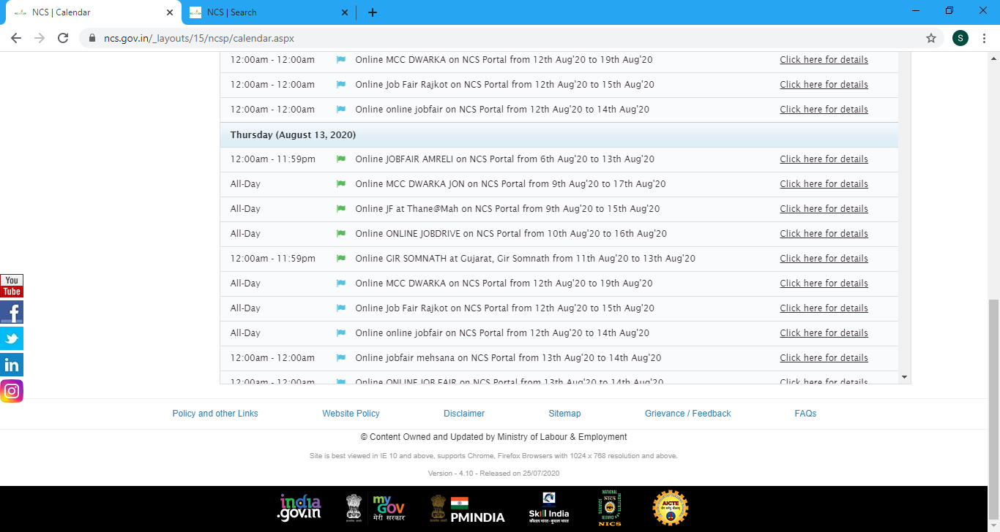 NCS | Calendar
NCS | Search
ncs.gov.in/_layouts/15/ncsp/calendar.aspx
S
12:00am - 12:00am Online MCC DWARKA on NCS Portal from 12th Aug'20 to 19th Aug'20 Click here for details
12:00am - 12:00am Online Job Fair Rajkot on NCS Portal from 12th Aug'20 to 15th Aug'20 Click here for details
12:00am - 12:00am Online online jobfair on NCS Portal from 12th Aug'20 to 14th Aug'20 Click here for details
Thursday (August 13, 2020)
12:00am - 11:59pm Online JOBFAIR AMRELI on NCS Portal from 6th Aug'20 to 13th Aug'20 Click here for details
All-Day Online MCC DWARKA JON on NCS Portal from 9th Aug'20 to 17th Aug'20 Click here for details
All-Day Online JF at Thane@Mah on NCS Portal from 9th Aug'20 to 15th Aug'20 Click here for details
All-Day Online ONLINE JOBDRIVE on NCS Portal from 10th Aug'20 to 16th Aug'20 Click here for details
12:00am - 11:59pm Online GIR SOMNATH at Gujarat, Gir Somnath from 11th Aug'20 to 13th Aug'20 Click here for details
All-Day Online MCC DWARKA on NCS Portal from 12th Aug'20 to 19th Aug'20 Click here for details
All-Day Online Job Fair Rajkot on NCS Portal from 12th Aug'20 to 15th Aug'20 Click here for details
All-Day Online online jobfair on NCS Portal from 12th Aug'20 to 14th Aug'20 Click here for details
12:00am - 12:00am Online jobfair mehsana on NCS Portal from 13th Aug'20 to 14th Aug'20 Click here for details
12:00am - 12:00am Online ONLINE JOB FAIR on NCS Portal from 13th Aug'20 to 14th Aug'20 Click here for details
You
Tube
f
in
Policy and other Links Website Policy Disclaimer Sitemap Grievance / Feedback FAQs
© Content Owned and Updated by Ministry of Labour & Employment
Site is best viewed in IE 10 and above, supports Chrome, Firefox Browsers with 1024 x 768 resolution and above.
Version - 4.10 - Released on 25/07/2020
india
.gov.in
my
Gov
मेरी सरकार
PMINDIA
Skill India
कौशल भारत - कुशल भारत
NICS
NICS
AICTE